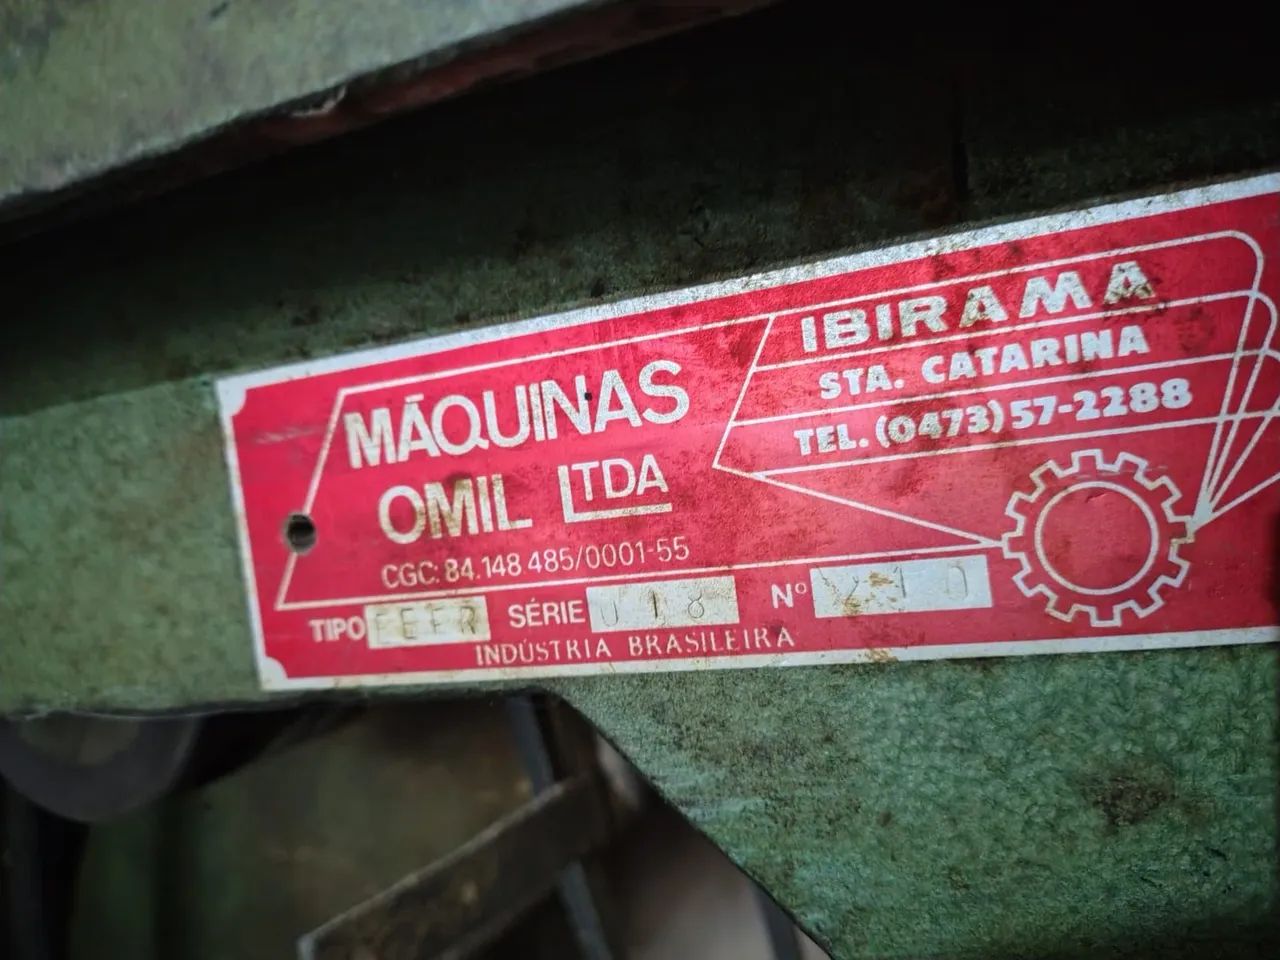 MÁQUINAS
OMIL LTDA
CGC: 84.148.485/0001-55
IBIRAMA
STA. CATARINA
TEL. (0473) 57-2288
TIPO SÉRIE 018 Nº
INDÚSTRIA BRASILEIRA